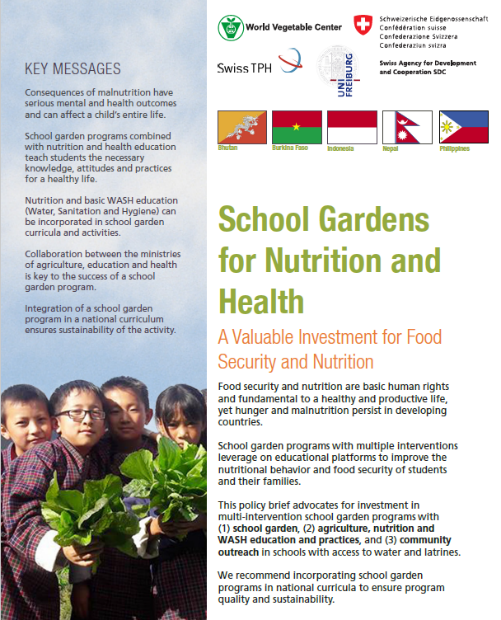 World Vegetable Center
Schweizerische Eidgenossenschaft
Confédération suisse
Confederazione Svizzera
Confederaziun svizra
Swiss TPH
UNI
FREIBURG
Swiss Agency for Development
and Cooperation SDC
Bhutan
Burkina Faso
Indonesia
Nepal
Philippines
KEY MESSAGES
Consequences of malnutrition have
serious mental and health outcomes
and can affect a child's entire life.
School garden programs combined
with nutrition and health education
teach students the necessary
knowledge, attitudes and practices
for a healthy life.
Nutrition and basic WASH education
(Water, Sanitation and Hygiene) can
be incorporated in school garden
curricula and activities.
Collaboration between the ministries
of agriculture, education and health
is key to the success of a school
garden program.
Integration of a school garden
program in a national curriculum
ensures sustainability of the activity.
School Gardens
for Nutrition and
Health
A Valuable Investment for Food
Security and Nutrition
Food security and nutrition are basic human rights
and fundamental to a healthy and productive life,
yet hunger and malnutrition persist in developing
countries.
School garden programs with multiple interventions
leverage on educational platforms to improve the
nutritional behavior and food security of students
and their families.
This policy brief advocates for investment in
multi-intervention school garden programs with
(1) school garden, (2) agriculture, nutrition and
WASH education and practices, and (3) community
outreach in schools with access to water and latrines.
We recommend incorporating school garden
programs in national curricula to ensure program
quality and sustainability.